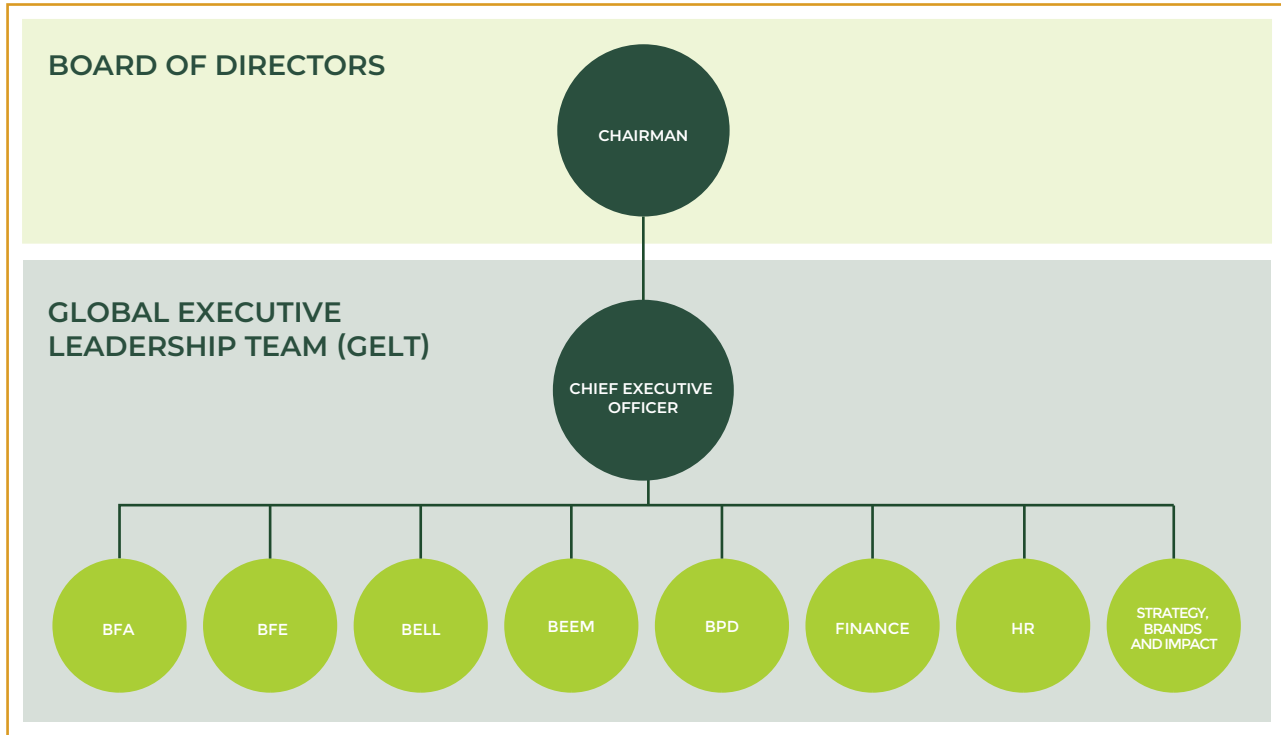 BOARD OF DIRECTORS
CHAIRMAN
GLOBAL EXECUTIVE
LEADERSHIP TEAM (GELT)
CHIEF EXECUTIVE
OFFICER
BFA
BFE
BELL
BEEM
BPD
FINANCE
HR
STRATEGY,
BRANDS
AND IMPACT